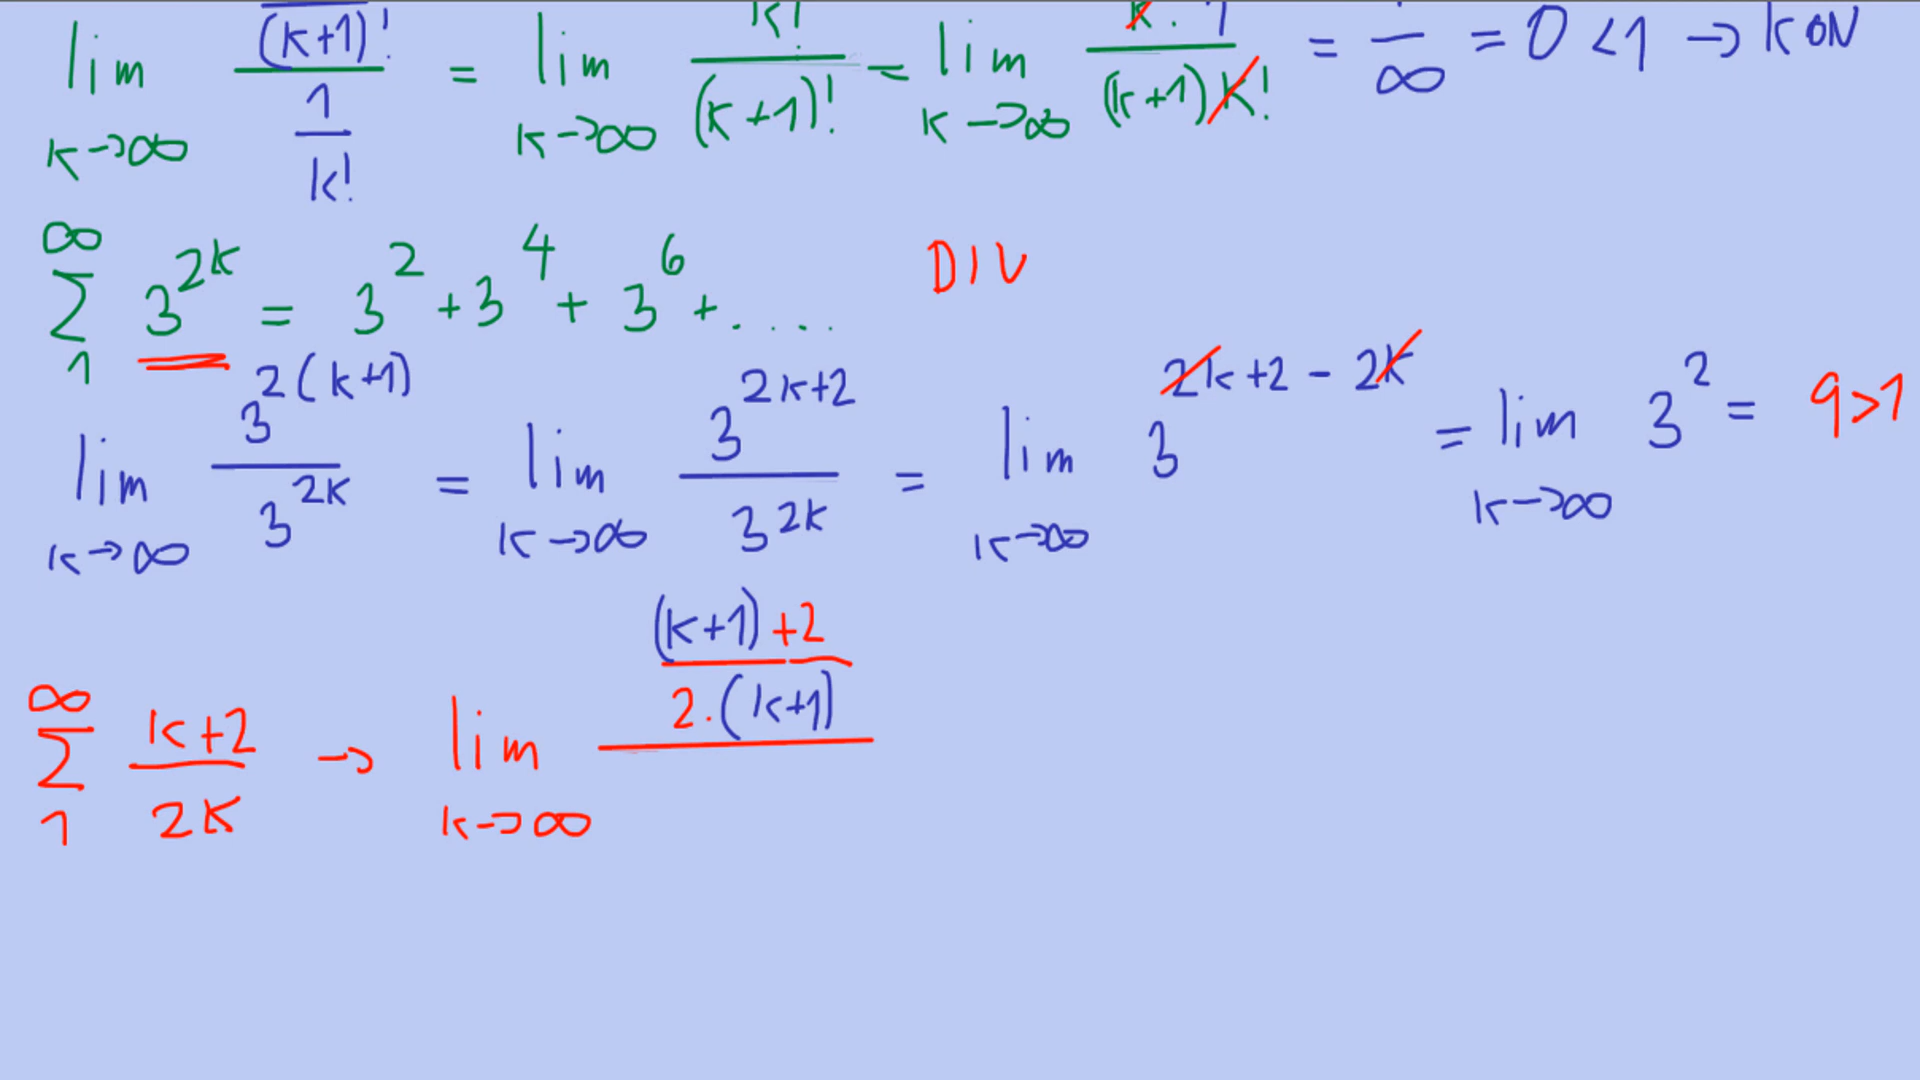 lim k→∞ (k+1)! / (1/k!) = lim k→∞ k!/(k+1)! = lim k→∞ k! · 1/((k+1)k!) = —/∞ = 0 < 1 → KON
∞ Σ 1 3^{2k} = 3^2 + 3^4 + 3^6 + .... DIV
lim k→∞ 3^{2(k+1)}/3^{2k} = lim k→∞ 3^{2k+2}/3^{2k} = lim k→∞ 3^{2k+2-2k} = lim k→∞ 3^2 = 9>1
∞ Σ 1 (k+2)/(2k) → lim k→∞ ((k+1)+2)/(2.(k+1))